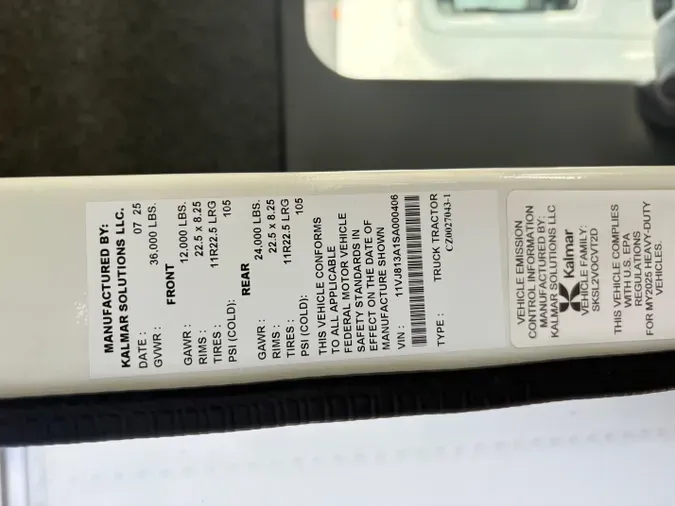 MANUFACTURED BY:
KALMAR SOLUTIONS LLC.
DATE : 07 25
GVWR : 36,000 LBS.
FRONT
GAWR : 12,000 LBS.
RIMS : 22.5 x 8.25
TIRES : 11R22.5 LRG
PSI (COLD): 105
REAR
GAWR : 24,000 LBS.
RIMS : 22.5 x 8.25
TIRES : 11R22.5 LRG
PSI (COLD): 105
THIS VEHICLE CONFORMS
TO ALL APPLICABLE
FEDERAL MOTOR VEHICLE
SAFETY STANDARDS IN
EFFECT ON THE DATE OF
MANUFACTURE SHOWN
VIN : 11VJ813A1SA000406
TYPE : TRUCK TRACTOR
CZ0027043-1
VEHICLE EMISSION
CONTROL INFORMATION
MANUFACTURED BY:
KALMAR SOLUTIONS LLC
Kalmar
VEHICLE FAMILY:
SKSL2VOCVT2D
THIS VEHICLE COMPLIES
WITH U.S. EPA
REGULATIONS
FOR MY2025 HEAVY-DUTY
VEHICLES.